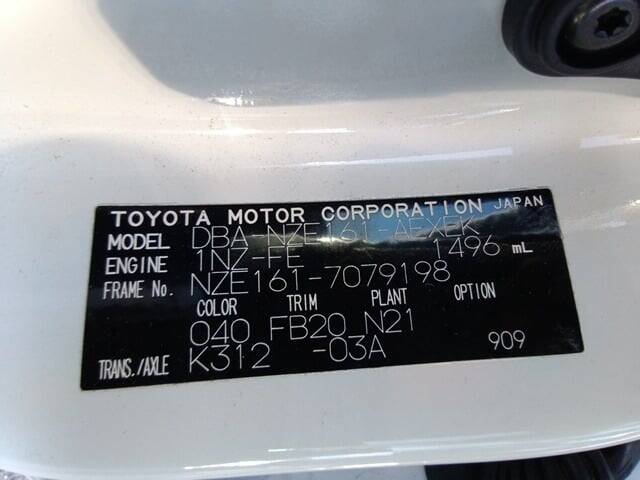 TOYOTA MOTOR CORPORATION JAPAN
MODEL DBA-NZE161-AEXEK
ENGINE 1NZ-FE 1496 mL
FRAME No. NZE161-7079198
COLOR TRIM PLANT OPTION
040 FB20 N21
TRANS./AXLE K312 -03A 909